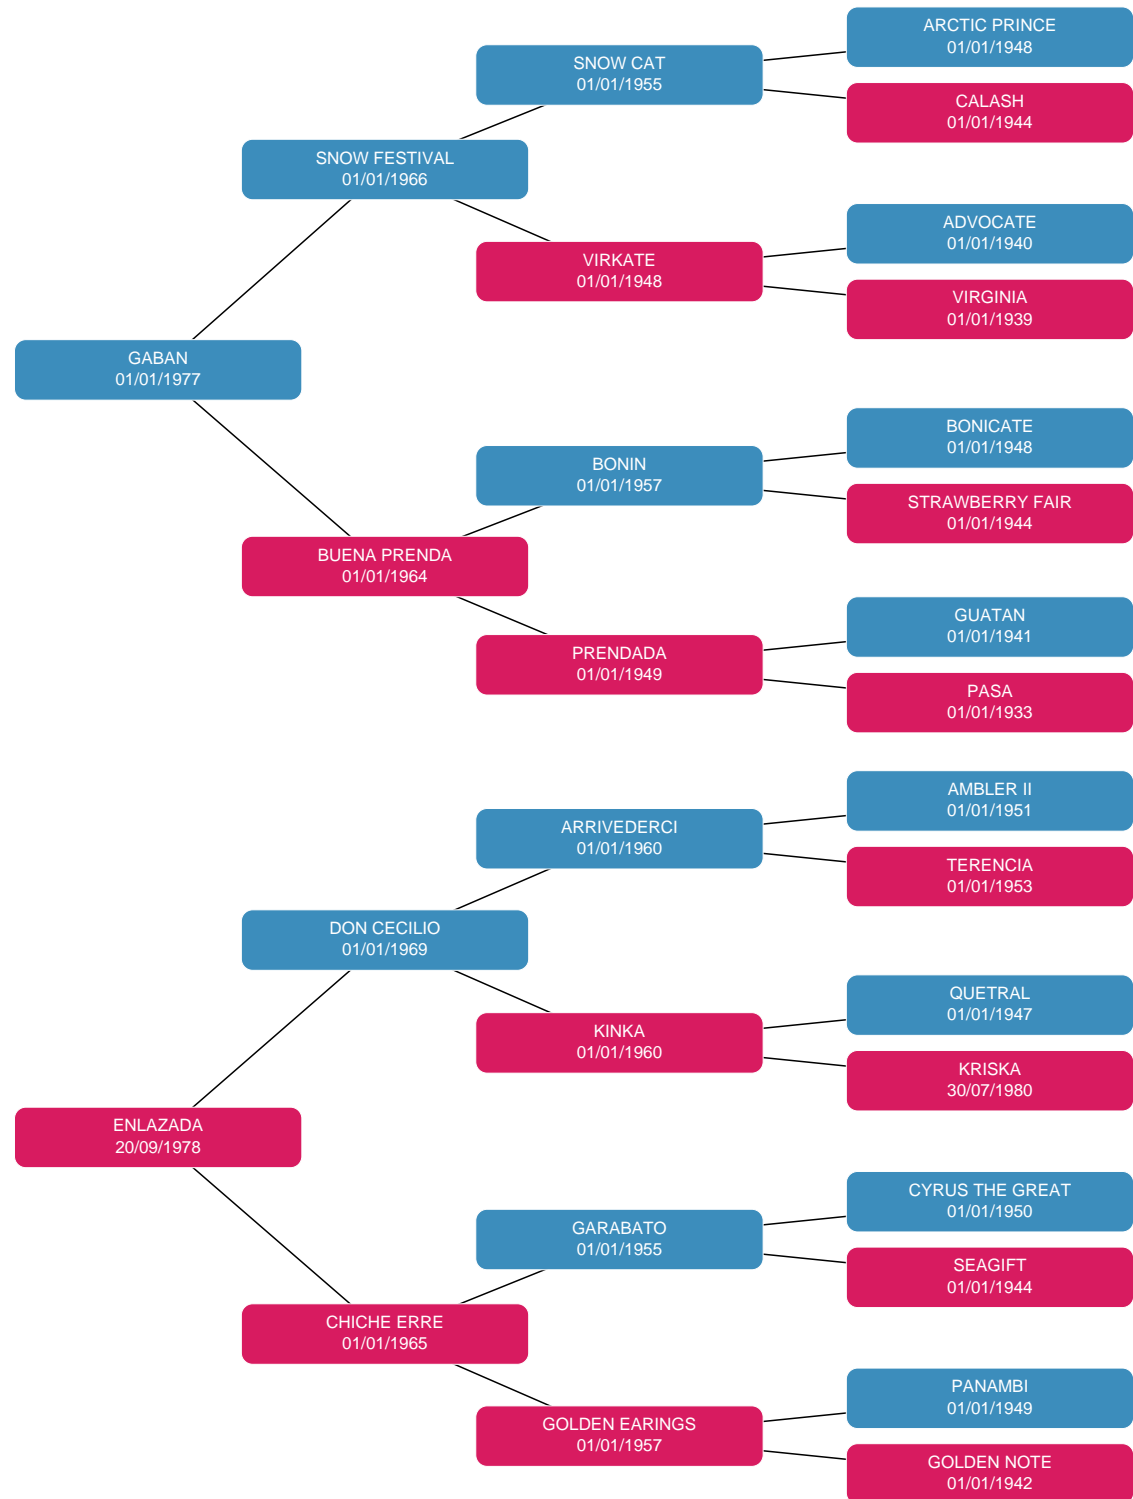 ARCTIC PRINCE
01/01/1948
SNOW CAT
01/01/1955
CALASH
01/01/1944
SNOW FESTIVAL
01/01/1966
ADVOCATE
01/01/1940
VIRKATE
01/01/1948
VIRGINIA
01/01/1939
GABAN
01/01/1977
BONICATE
01/01/1948
BONIN
01/01/1957
STRAWBERRY FAIR
01/01/1944
BUENA PRENDA
01/01/1964
GUATAN
01/01/1941
PRENDADA
01/01/1949
PASA
01/01/1933
AMBLER II
01/01/1951
ARRIVEDERCI
01/01/1960
TERENCIA
01/01/1953
DON CECILIO
01/01/1969
QUETRAL
01/01/1947
KINKA
01/01/1960
KRISKA
30/07/1980
ENLAZADA
20/09/1978
CYRUS THE GREAT
01/01/1950
GARABATO
01/01/1955
SEAGIFT
01/01/1944
CHICHE ERRE
01/01/1965
PANAMBI
01/01/1949
GOLDEN EARINGS
01/01/1957
GOLDEN NOTE
01/01/1942